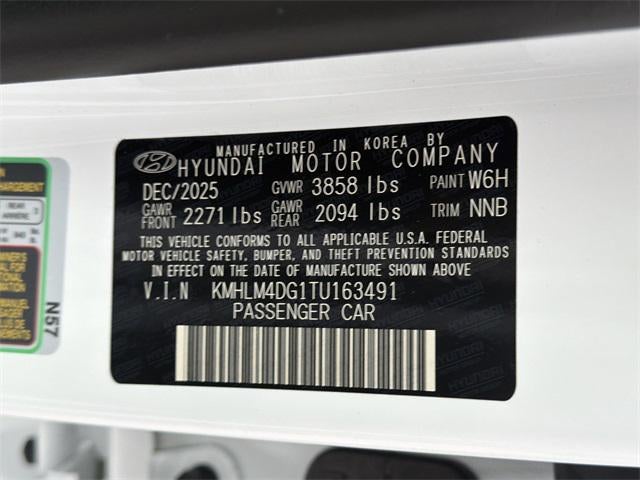 MANUFACTURED IN KOREA BY
HYUNDAI MOTOR COMPANY
DEC/2025 GVWR 3858 lbs PAINT W6H
GAWR FRONT 2271 lbs GAWR REAR 2094 lbs TRIM NNB
THIS VEHICLE CONFORMS TO ALL APPLICABLE U.S.A. FEDERAL
MOTOR VEHICLE SAFETY, BUMPER, AND THEFT PREVENTION STANDARDS
IN EFFECT ON THE DATE OF MANUFACTURE SHOWN ABOVE
V.I.N KMHLM4DG1TU163491
PASSENGER CAR
REAR
ARRIÈRE
N57